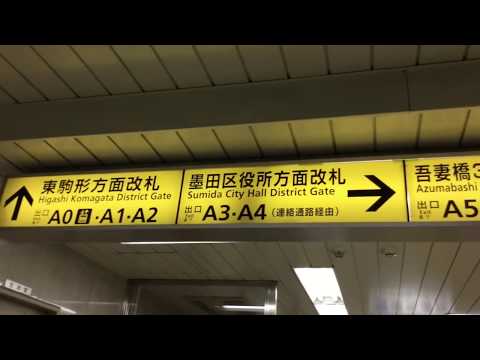 東駒形方面改札
Higashi Komagata District Gate
出口 A0・A1・A2
墨田区役所方面改札
Sumida City Hall District Gate
出口 A3・A4（連絡通路経由）
吾妻橋3
Azumabashi
出口 A5
Exit